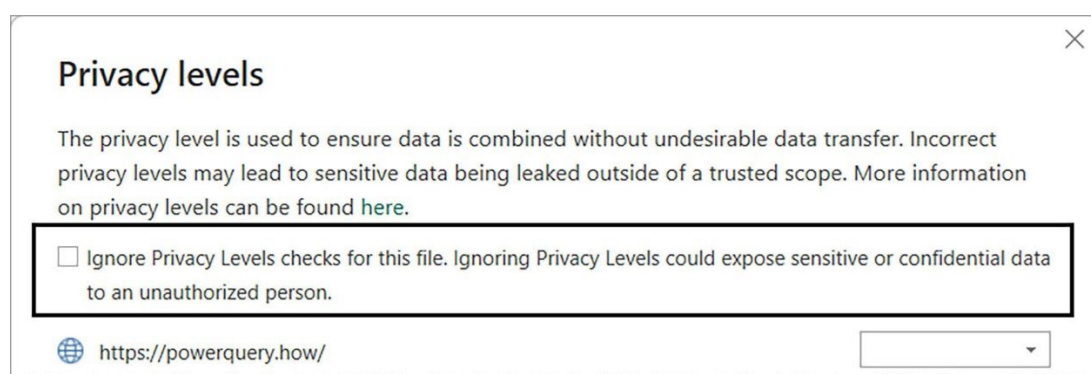 Privacy levels
The privacy level is used to ensure data is combined without undesirable data transfer. Incorrect
privacy levels may lead to sensitive data being leaked outside of a trusted scope. More information
on privacy levels can be found here.
Ignore Privacy Levels checks for this file. Ignoring Privacy Levels could expose sensitive or confidential data
to an unauthorized person.
https://powerquery.how/